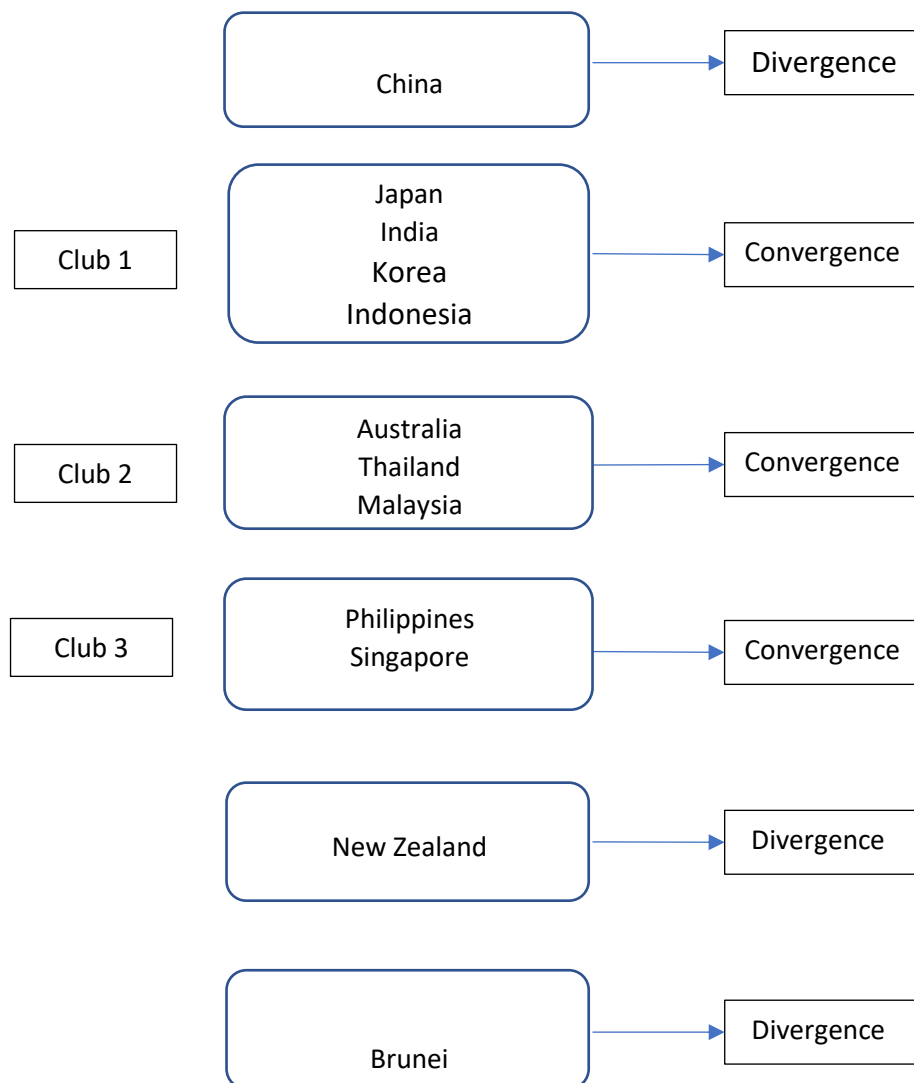 China
Divergence
Club 1
Japan
India
Korea
Indonesia
Convergence
Club 2
Australia
Thailand
Malaysia
Convergence
Club 3
Philippines
Singapore
Convergence
New Zealand
Divergence
Brunei
Divergence